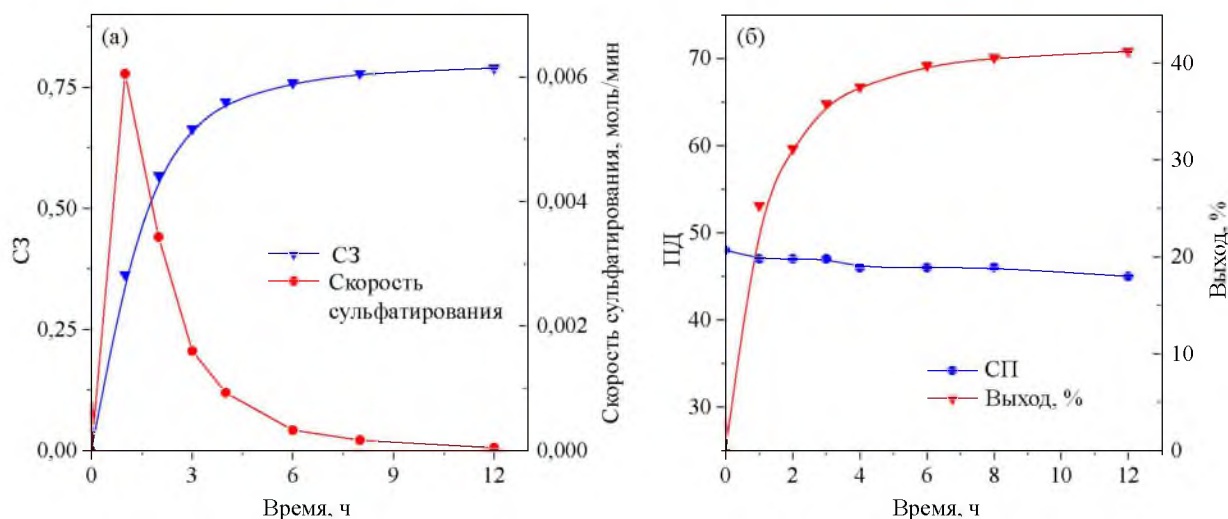 (а)
0,75
0,50
0,25
0,00
СЗ
0,006
0,004
0,002
0,000
Скорость сульфатирования, моль/мин
СЗ
Скорость
сульфатирования
0
3
6
9
12
Время, ч
(б)
70
60
50
40
30
ПД
40
30
20
10
0
Выход, %
СП
Выход, %
0
2
4
6
8
10
12
Время, ч